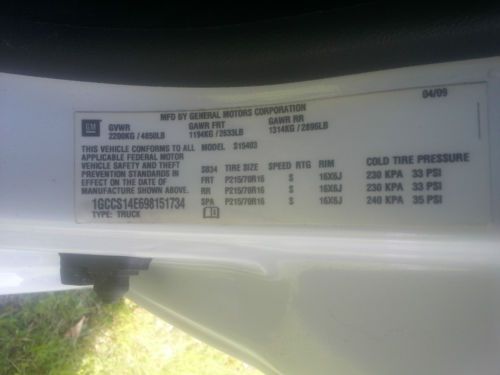 04/09
MFD BY GENERAL MOTORS CORPORATION
GM
GVWR GAWR FRT GAWR RR
2200KG / 4850LB 1194KG / 2633LB 1314KG / 2896LB
THIS VEHICLE CONFORMS TO ALL MODEL S15403
APPLICABLE FEDERAL MOTOR
VEHICLE SAFETY AND THEFT
PREVENTION STANDARDS IN
EFFECT ON THE DATE OF
MANUFACTURE SHOWN ABOVE.
1GCCS14E698151734
TYPE: TRUCK
SB34 TIRE SIZE SPEED RTG RIM COLD TIRE PRESSURE
FRT P215/70R16 S 16X6J 230 KPA 33 PSI
RR P215/70R16 S 16X6J 230 KPA 33 PSI
SPA P215/70R16 S 16X6J 240 KPA 35 PSI